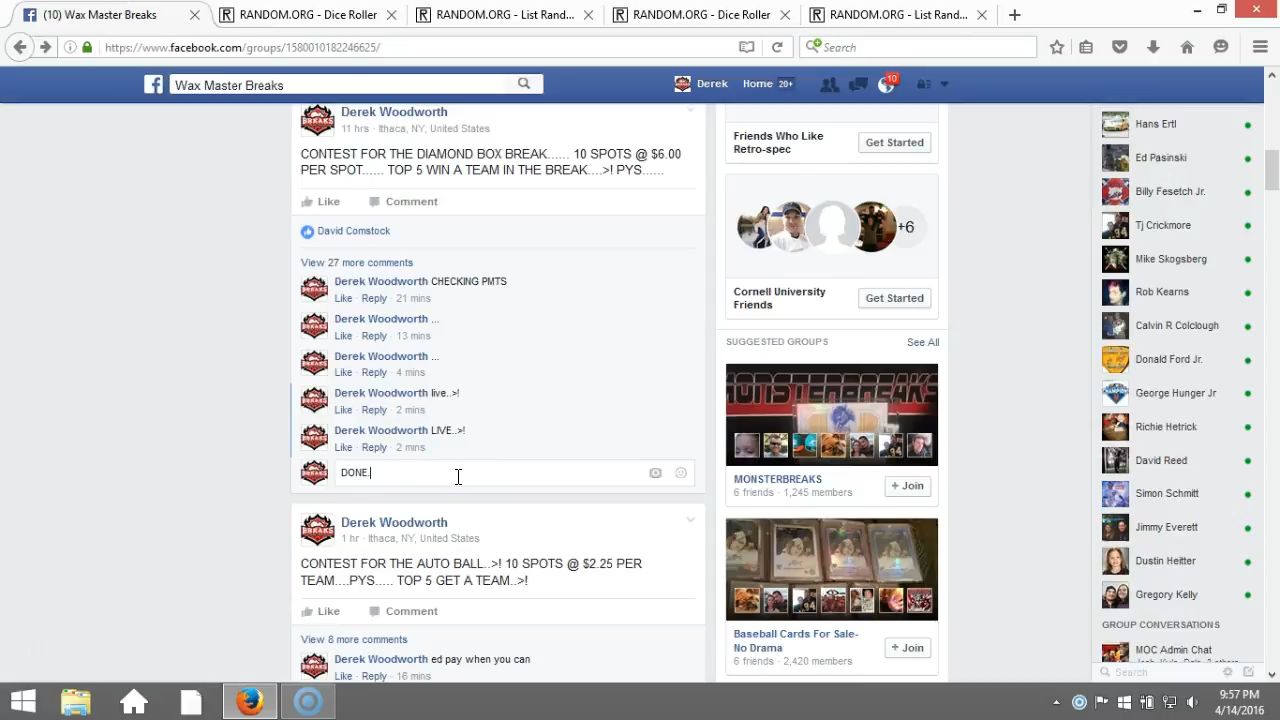 (10) Wax Master Breaks
RANDOM.ORG - Dice Roller
RANDOM.ORG - List Rand...
RANDOM.ORG - Dice Roller
RANDOM.ORG - List Rand...
https://www.facebook.com/groups/1580010182246625/
Search
Wax Master Breaks
Derek
Home 20+
10
Derek Woodworth
11 hrs · Ithaca, NY, United States
CONTEST FOR THE DIAMOND BOX BREAK...... 10 SPOTS @ $6.00
PER SPOT...... TOP 5 WIN A TEAM IN THE BREAK....>! PYS......
Like Comment
David Comstock
View 27 more comments
Derek Woodworth CHECKING PMTS
Like · Reply · 21 mins
Derek Woodworth ...
Like · Reply · 13 mins
Derek Woodworth ...
Like · Reply · 4 mins
Derek Woodworth live..>!
Like · Reply · 2 mins
Derek Woodworth LIVE..>!
Like · Reply · 2 mins
DONE.
Derek Woodworth
1 hr · Ithaca, NY, United States
CONTEST FOR THE AUTO BALL..>! 10 SPOTS @ $2.25 PER
TEAM....PYS..... TOP 5 GET A TEAM..>!
Like Comment
View 8 more comments
Derek Woodworth ed pay when you can
Like · Reply · 16 mins
Friends Who Like
Retro-spec
Get Started
+6
Cornell University
Friends
Get Started
SUGGESTED GROUPS
See All
MONSTERBREAKS
MONSTERBREAKS
6 friends · 1,245 members
+ Join
Baseball Cards For Sale-
No Drama
6 friends · 2,420 members
+ Join
Hans Ertl
Ed Pasinski
Billy Fesetch Jr.
Tj Crickmore
Mike Skogsberg
Rob Kearns
Calvin R Colclough
Donald Ford Jr.
George Hunger Jr
Richie Hetrick
David Reed
Simon Schmitt
Jimmy Everett
Dustin Heitter
Gregory Kelly
GROUP CONVERSATIONS
MOC Admin Chat
Search
9:57 PM
4/14/2016